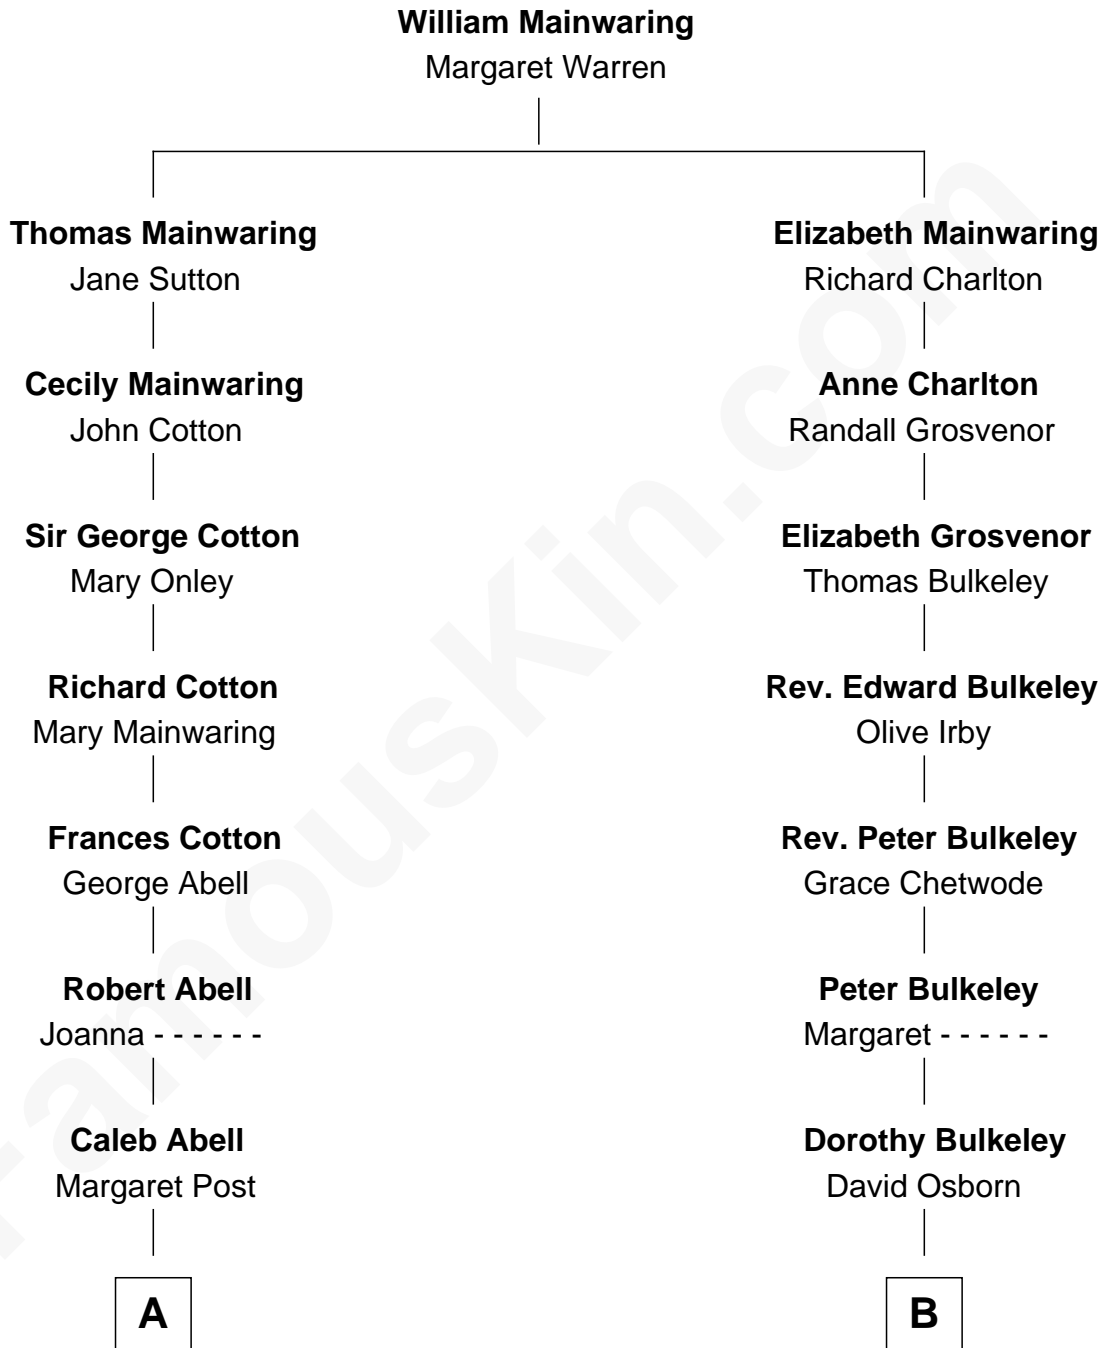 William Mainwaring
Margaret Warren
Thomas Mainwaring
Jane Sutton
Elizabeth Mainwaring
Richard Charlton
Cecily Mainwaring
John Cotton
Anne Charlton
Randall Grosvenor
Sir George Cotton
Mary Onley
Elizabeth Grosvenor
Thomas Bulkeley
Richard Cotton
Mary Mainwaring
Rev. Edward Bulkeley
Olive Irby
Frances Cotton
George Abell
Rev. Peter Bulkeley
Grace Chetwode
Robert Abell
Joanna - - - - - -
Peter Bulkeley
Margaret - - - - - -
Caleb Abell
Margaret Post
Dorothy Bulkeley
David Osborn
A
B
FamousKin.com